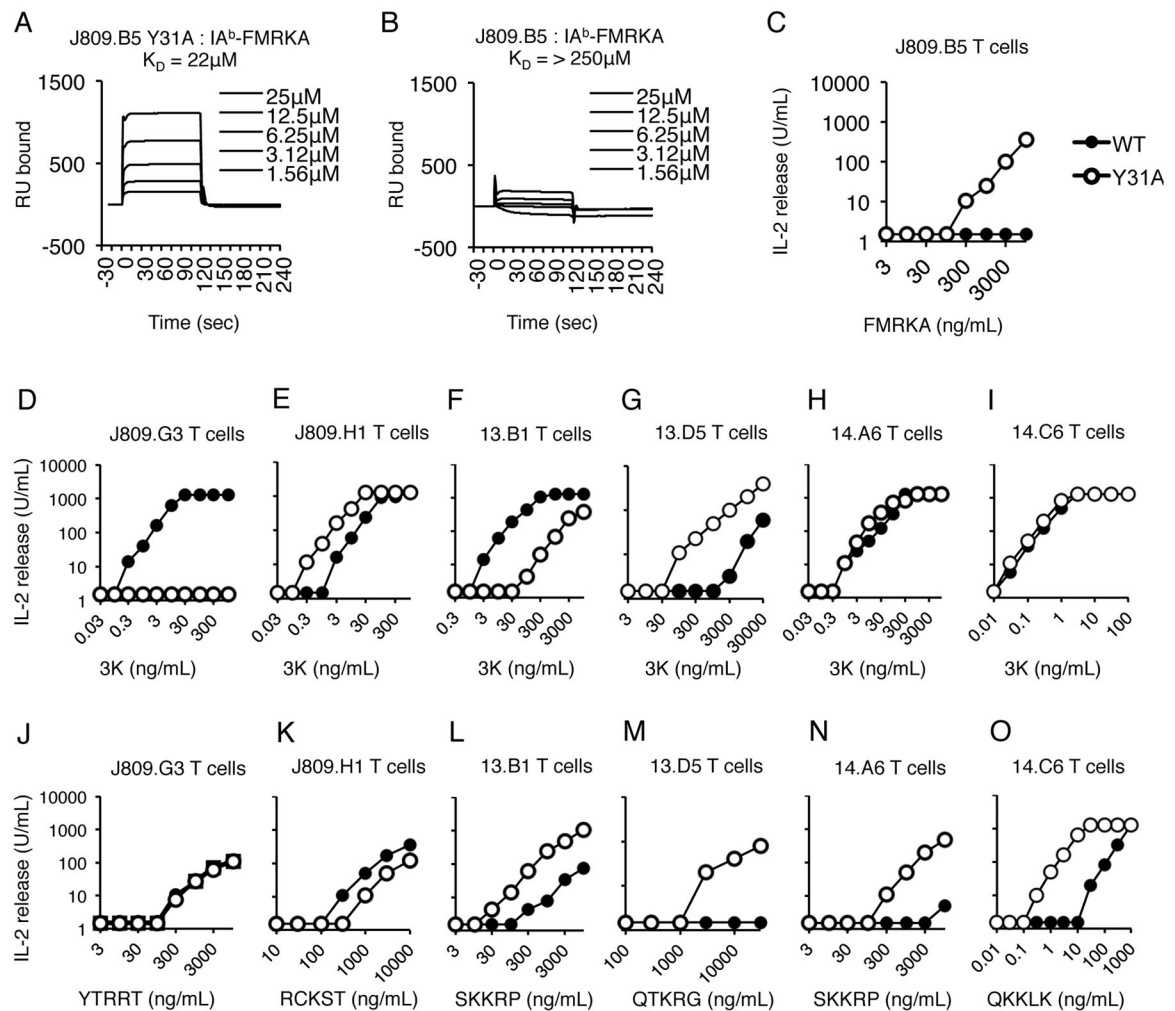 A
J809.B5 Y31A : IAb-FMRKA
KD = 22μM
1500
500
-500
RU bound
25μM
12.5μM
6.25μM
3.12μM
1.56μM
-30 0 30 60 90 120 150 180 210 240
Time (sec)
B
J809.B5 : IAb-FMRKA
KD = > 250μM
1500
500
-500
RU bound
25μM
12.5μM
6.25μM
3.12μM
1.56μM
-30 0 30 60 90 120 150 180 210 240
Time (sec)
C
J809.B5 T cells
10000
1000
100
10
1
IL-2 release (U/mL)
3 30 300 3000
FMRKA (ng/mL)
WT
Y31A
D
J809.G3 T cells
10000
1000
100
10
1
IL-2 release (U/mL)
0.03 0.3 3 30 300
3K (ng/mL)
E
J809.H1 T cells
0.03 0.3 3 30 300
3K (ng/mL)
F
13.B1 T cells
0.3 3 30 300 3000
3K (ng/mL)
G
13.D5 T cells
3 30 300 3000 30000
3K (ng/mL)
H
14.A6 T cells
0.03 0.3 3 30 300 3000
3K (ng/mL)
I
14.C6 T cells
0.01 0.1 1 10 100
3K (ng/mL)
J
J809.G3 T cells
10000
1000
100
10
1
IL-2 release (U/mL)
3 30 300 3000
YTRRT (ng/mL)
K
J809.H1 T cells
10 100 1000 10000
RCKST (ng/mL)
L
13.B1 T cells
3 30 300 3000
SKKRP (ng/mL)
M
13.D5 T cells
100 1000 10000
QTKRG (ng/mL)
N
14.A6 T cells
3 30 300 3000
SKKRP (ng/mL)
O
14.C6 T cells
0.01 0.1 1 10 100 1000
QKKLK (ng/mL)